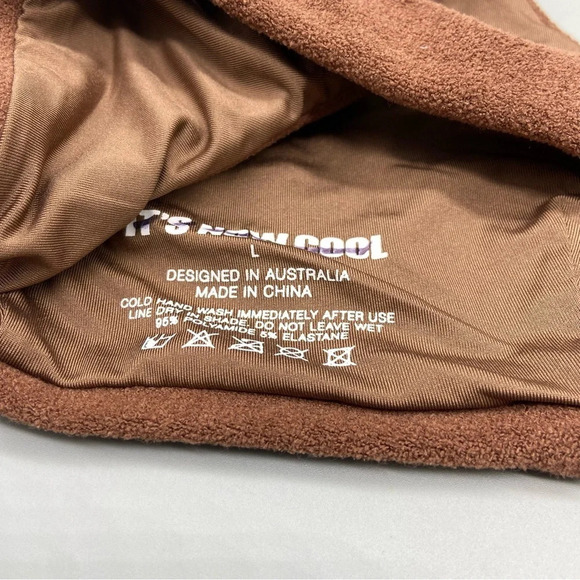 IT'S NOW COOL
L
DESIGNED IN AUSTRALIA
MADE IN CHINA
COLD HAND WASH IMMEDIATELY AFTER USE
LINE DRY IN SHADE, DO NOT LEAVE WET
95% POLYAMIDE 5% ELASTANE